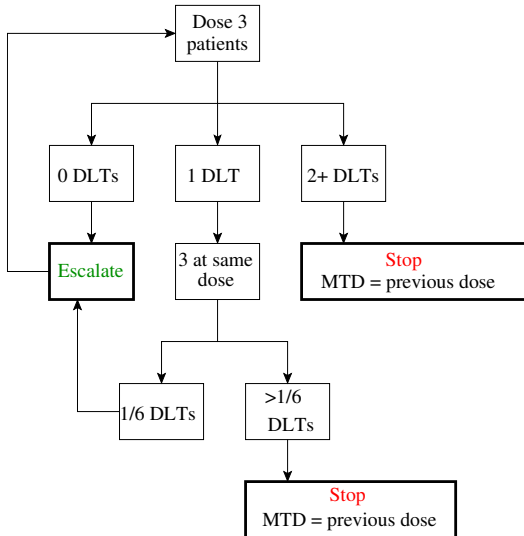 Dose 3
patients
0 DLTs
1 DLT
2+ DLTs
Escalate
3 at same
dose
Stop
MTD = previous dose
1/6 DLTs
>1/6
DLTs
Stop
MTD = previous dose